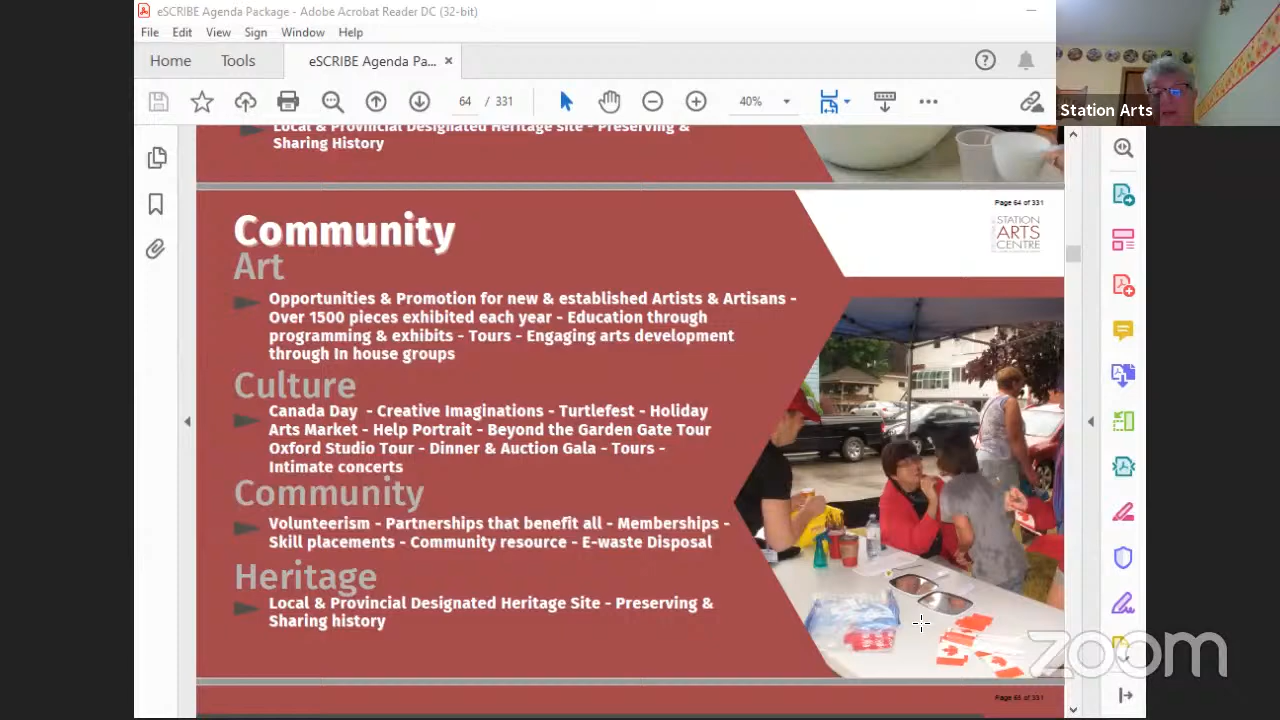 eSCRIBE Agenda Package - Adobe Acrobat Reader DC (32-bit)
File Edit View Sign Window Help
Home Tools eSCRIBE Agenda Pa... ×
64 / 331 40%
Station Arts
Local & Provincial Designated Heritage Site - Preserving &
Sharing History
Page 64 of 331
STATION
ARTS
CENTRE
Community
Art
Opportunities & Promotion for new & established Artists & Artisans -
Over 1500 pieces exhibited each year - Education through
programming & exhibits - Tours - Engaging arts development
through In house groups
Culture
Canada Day - Creative Imaginations - Turtlefest - Holiday
Arts Market - Help Portrait - Beyond the Garden Gate Tour
Oxford Studio Tour - Dinner & Auction Gala - Tours -
Intimate concerts
Community
Volunteerism - Partnerships that benefit all - Memberships -
Skill placements - Community resource - E-waste Disposal
Heritage
Local & Provincial Designated Heritage Site - Preserving &
Sharing history
zoom
Page 65 of 331